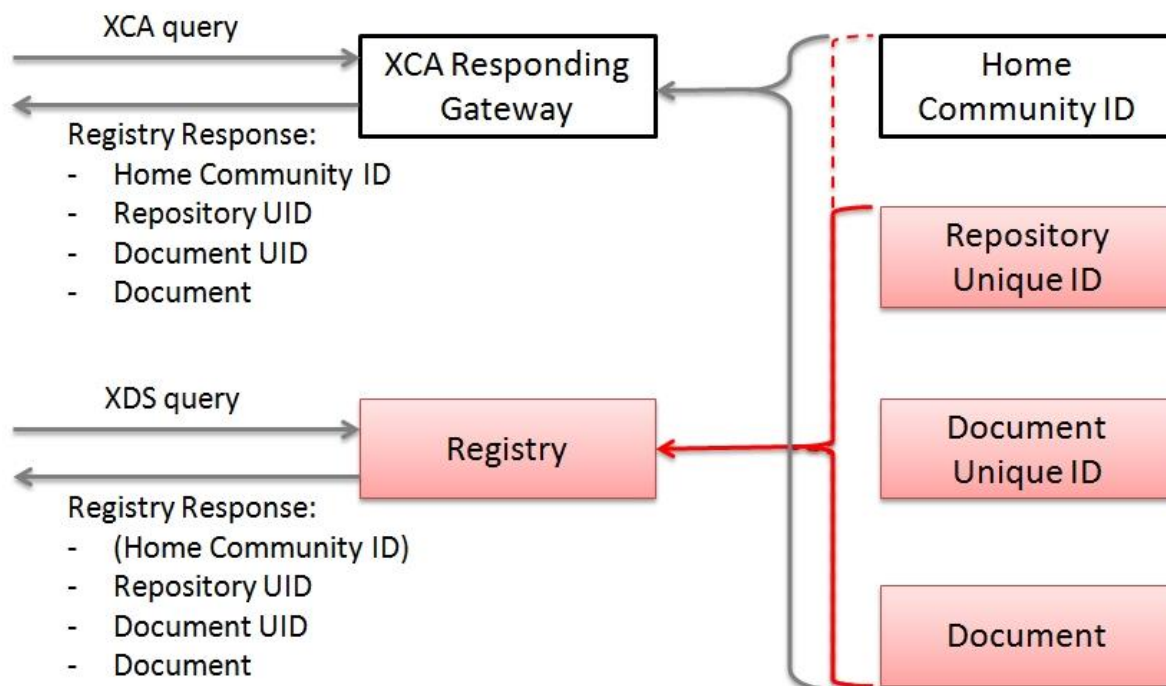 XCA query
XCA Responding
Gateway
Home
Community ID
Registry Response:
- Home Community ID
- Repository UID
- Document UID
- Document
Repository
Unique ID
XDS query
Registry
Document
Unique ID
Registry Response:
- (Home Community ID)
- Repository UID
- Document UID
- Document
Document